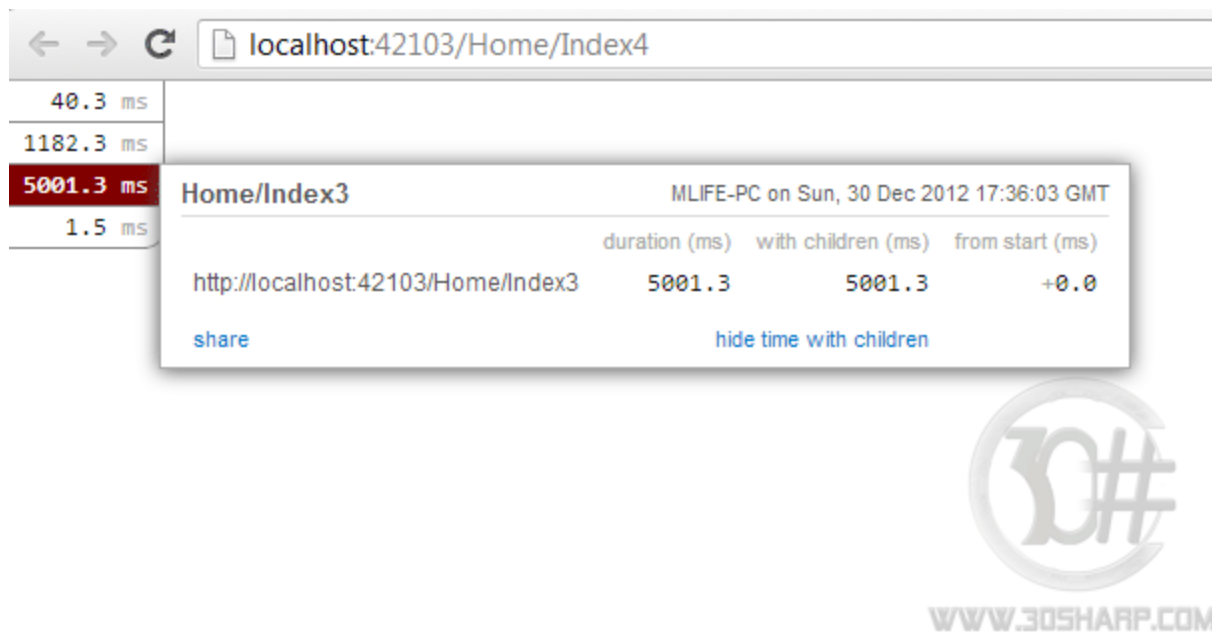 localhost:42103/Home/Index4
40.3 ms
1182.3 ms
5001.3 ms
1.5 ms
Home/Index3 MLIFE-PC on Sun, 30 Dec 2012 17:36:03 GMT
duration (ms) with children (ms) from start (ms)
http://localhost:42103/Home/Index3 5001.3 5001.3 +0.0
share hide time with children
30#
WWW.30SHARP.COM